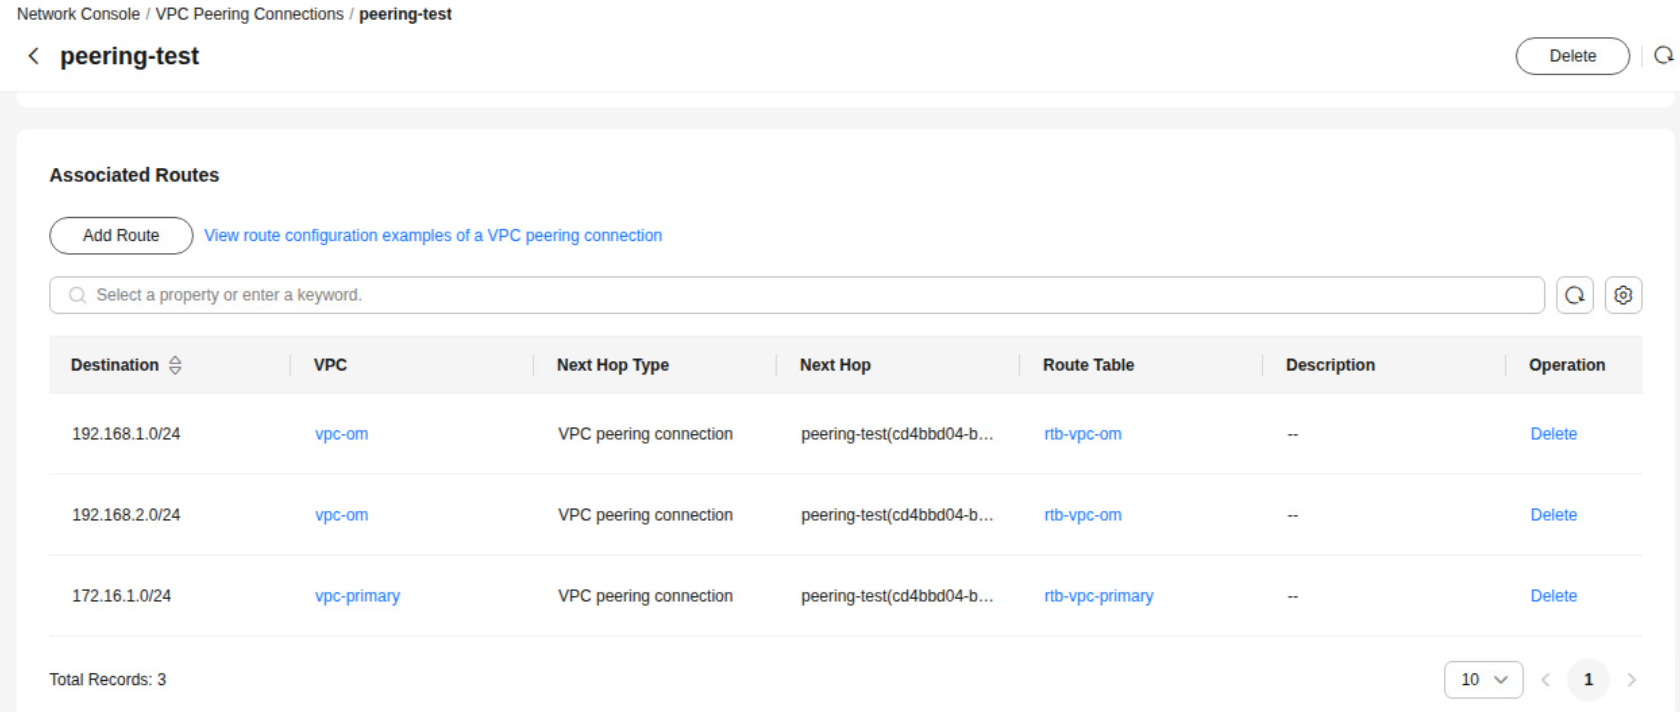 Network Console / VPC Peering Connections / peering-test
peering-test
Delete
Associated Routes
Add Route View route configuration examples of a VPC peering connection
Select a property or enter a keyword.
Destination VPC Next Hop Type Next Hop Route Table Description Operation
192.168.1.0/24 vpc-om VPC peering connection peering-test(cd4bbd04-b... rtb-vpc-om -- Delete
192.168.2.0/24 vpc-om VPC peering connection peering-test(cd4bbd04-b... rtb-vpc-om -- Delete
172.16.1.0/24 vpc-primary VPC peering connection peering-test(cd4bbd04-b... rtb-vpc-primary -- Delete
Total Records: 3 10 1